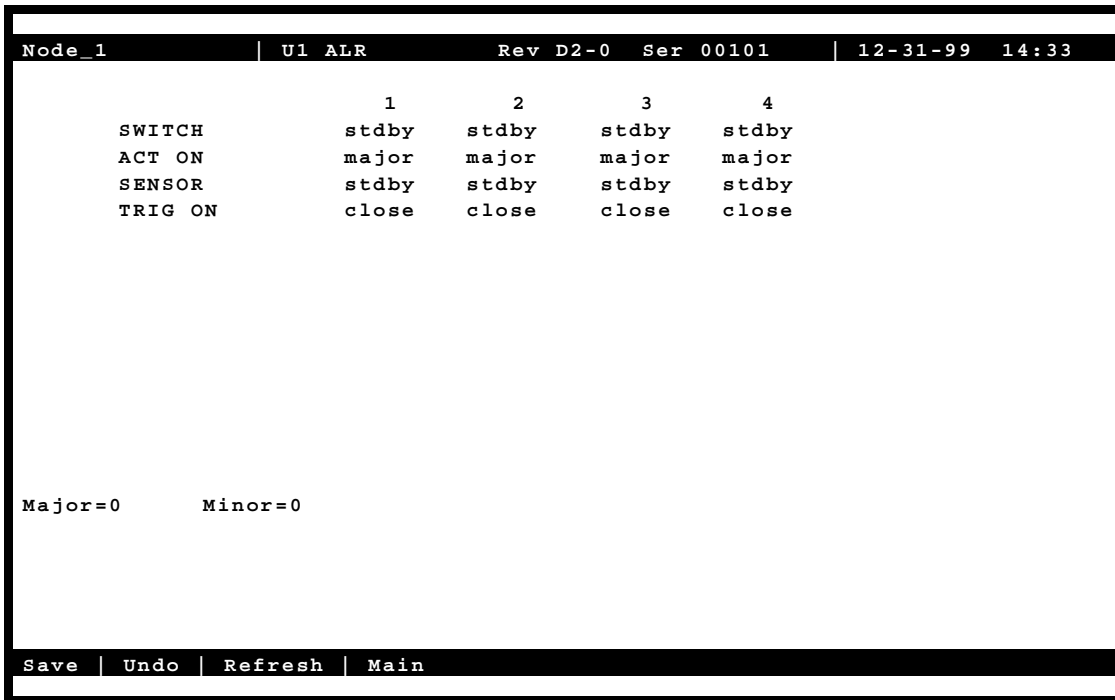 Node_1 | U1 ALR Rev D2-0 Ser 00101 | 12-31-99 14:33
1 2 3 4
SWITCH stdby stdby stdby stdby
ACT ON major major major major
SENSOR stdby stdby stdby stdby
TRIG ON close close close close
Major=0 Minor=0
Save | Undo | Refresh | Main